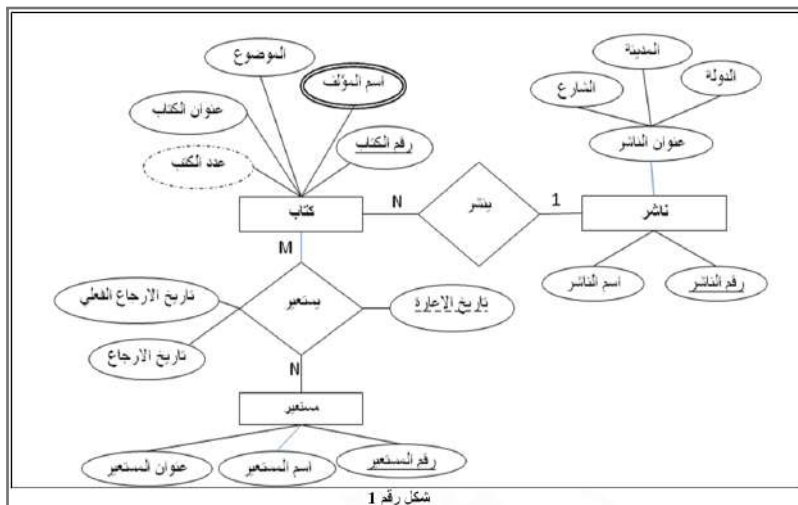 المدينة
الموضوع
اسم المؤلف
الدولة
الشارع
عنوان الكتاب
عنوان الناشر
رقم الكتاب
عدد الكتب
كتاب
N
ينشر
1
ناشر
M
اسم الناشر
رقم الناشر
تاريخ الارجاع الفعلي
يستعير
تاريخ الاعارة
تاريخ الارجاع
N
مستعير
عنوان المستعير
اسم المستعير
رقم المستعير
شكل رقم 1